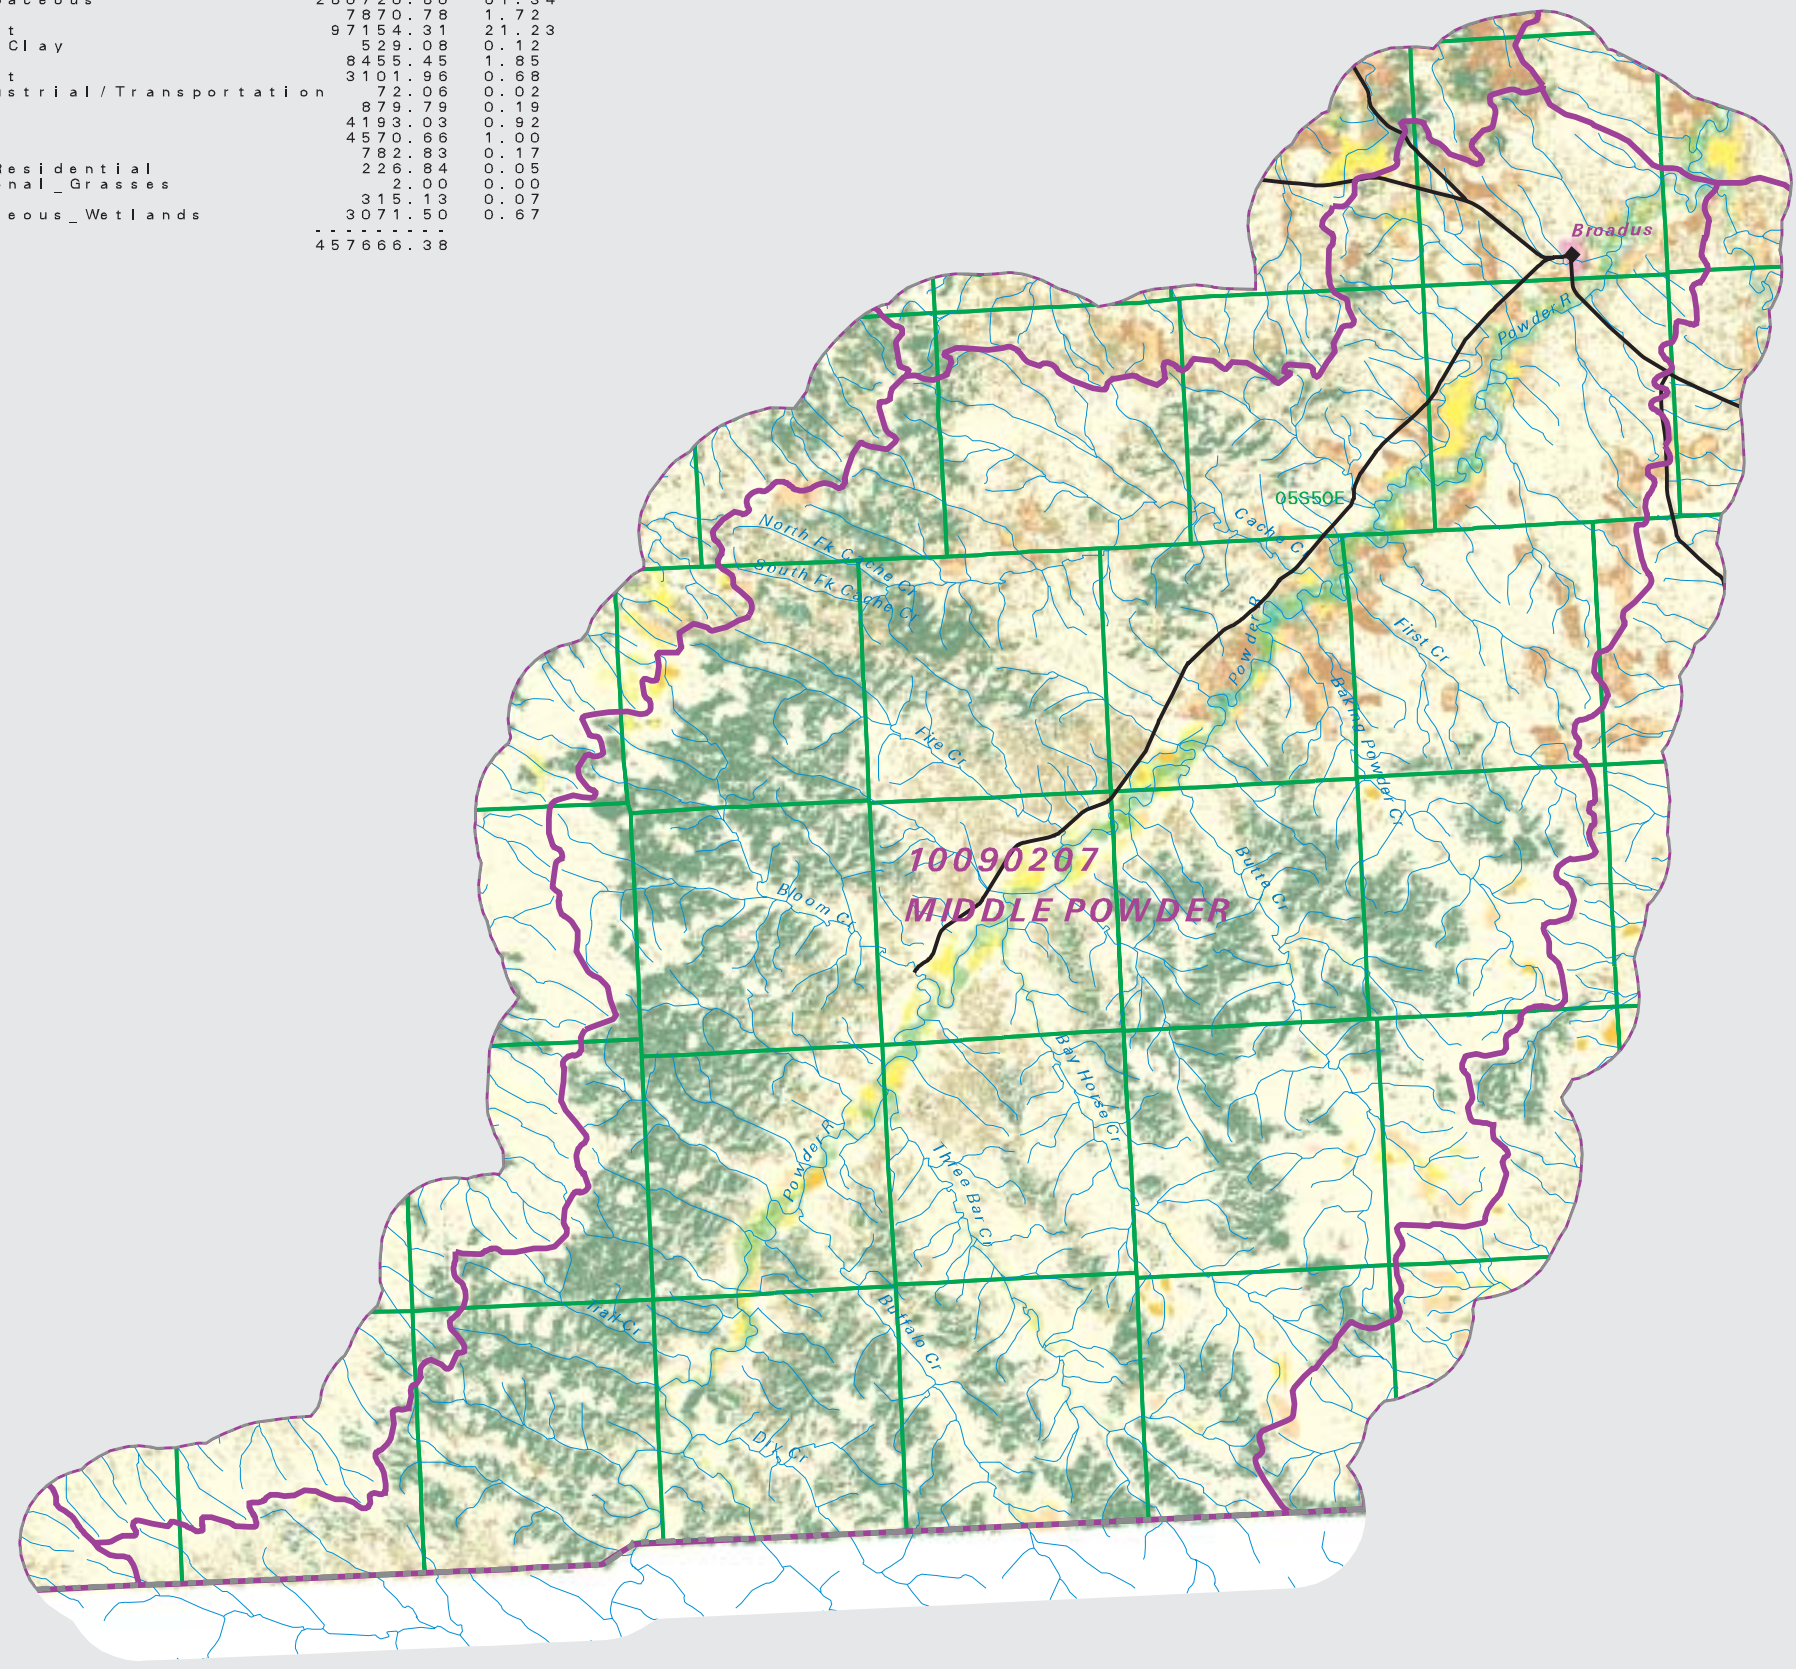 7870.78 1.72
t 97154.31 21.23
Clay 529.08 0.12
8455.45 1.85
t 3101.96 0.68
strial/Transportation 72.06 0.02
879.79 0.19
4193.03 0.92
4570.66 1.00
782.83 0.17
Residential 226.84 0.05
nal_Grasses 2.00 0.00
315.13 0.07
eous_Wetlands 3071.50 0.67
---------
457666.38
Broadus
Powder R
05S50E
Cache C
North Fk Cache Cr
South Fk Cache Cr
Powder R
First Cr
Baking Powder Cr
Fire Cr
10090207
MIDDLE POWDER
Butte Cr
Bloom Cr
Bay Horse Cr
Powder R
Three Bar Cr
Trail Cr
Buffalo Cr
Dry Cr